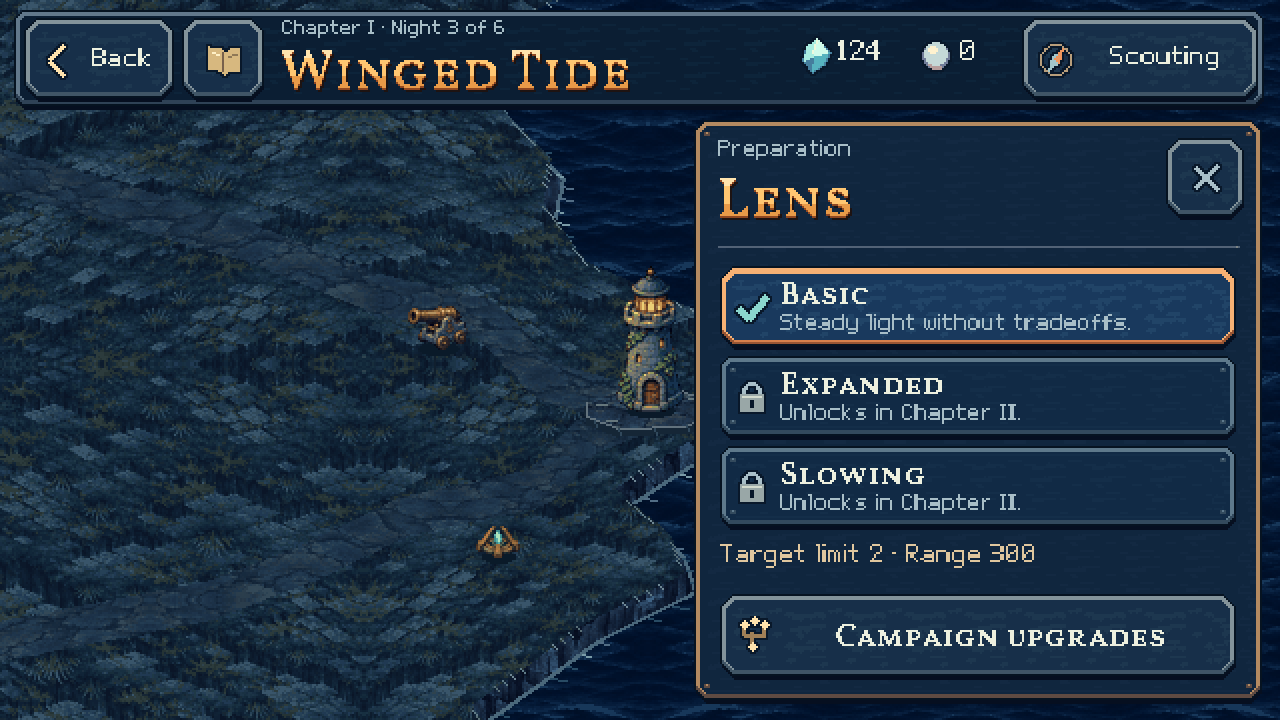 Back
Chapter I · Night 3 of 6
Winged Tide
124
0
Scouting
Preparation
Lens
Basic
Steady light without tradeoffs.
Expanded
Unlocks in Chapter II.
Slowing
Unlocks in Chapter II.
Target limit 2 · Range 300
Campaign upgrades